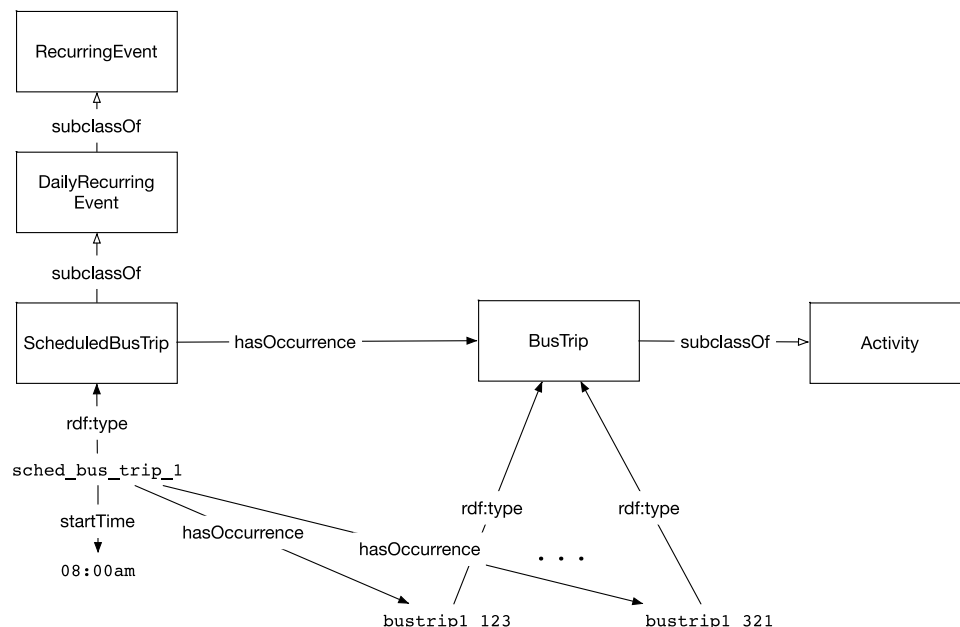 RecurringEvent
subclassOf
DailyRecurring
Event
subclassOf
ScheduledBusTrip
hasOccurrence
BusTrip
subclassOf
Activity
rdf:type
sched_bus_trip_1
startTime
08:00am
hasOccurrence
hasOccurrence
rdf:type
rdf:type
. . .
bustrip1_123
bustrip1_321